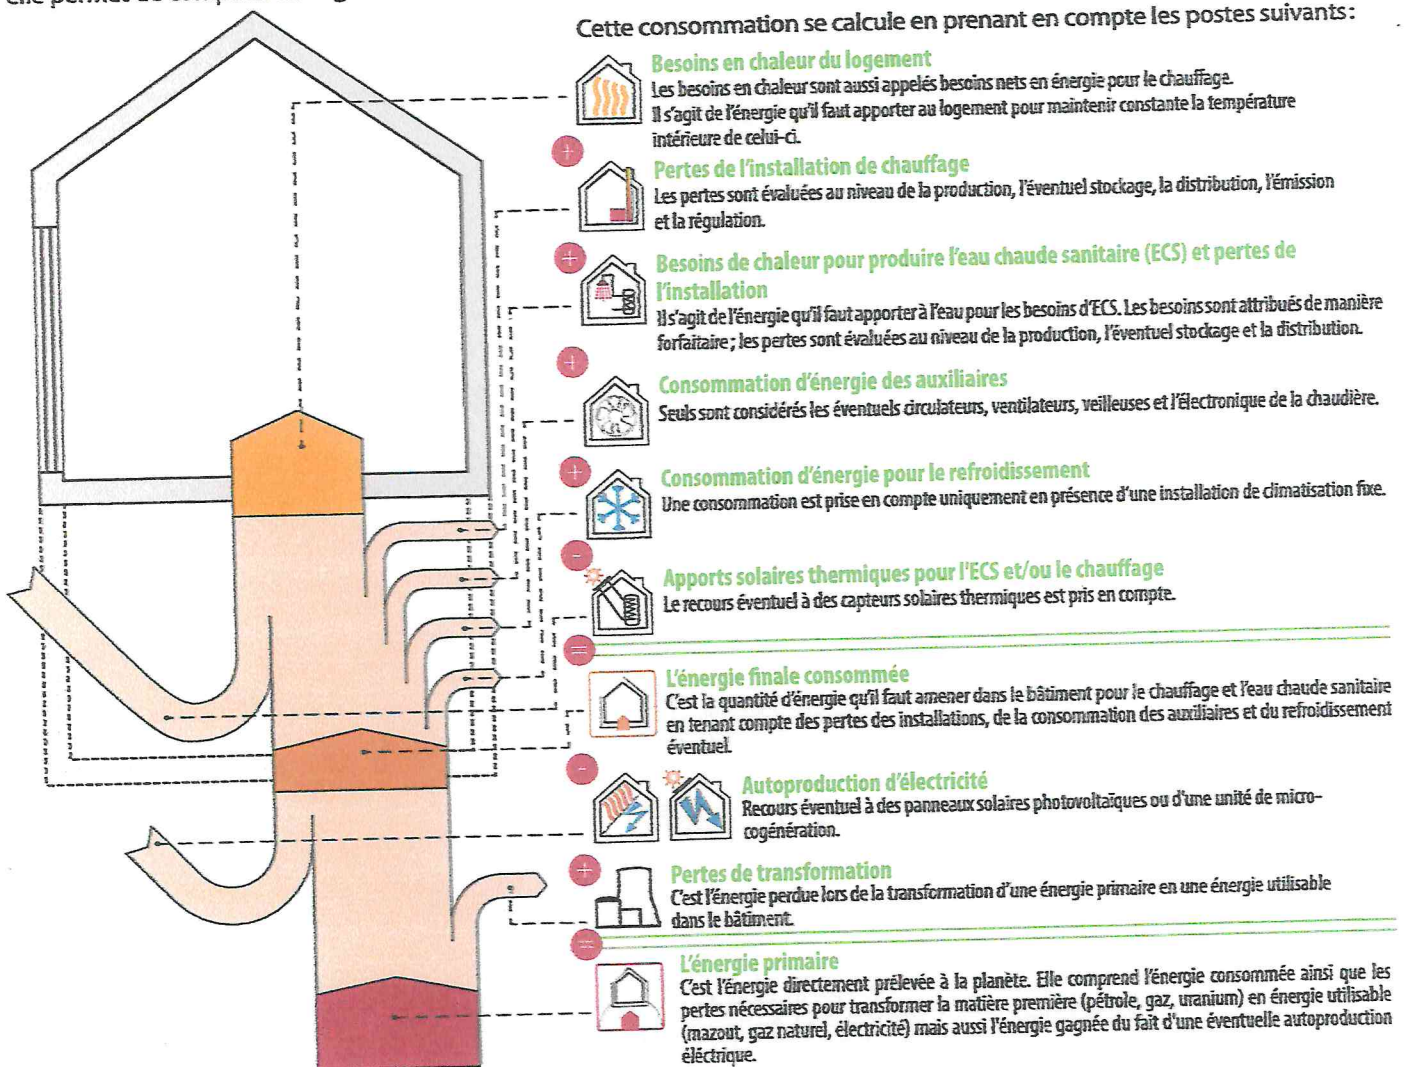 Cette consommation se calcule en prenant en compte les postes suivants:
Besoins en chaleur du logement
Les besoins en chaleur sont aussi appelés besoins nets en énergie pour le chauffage.
Il s'agit de l'énergie qu'il faut apporter au logement pour maintenir constante la température
intérieure de celui-ci.
+
Pertes de l'installation de chauffage
Les pertes sont évaluées au niveau de la production, l'éventuel stockage, la distribution, l'émission
et la régulation.
+
Besoins de chaleur pour produire l'eau chaude sanitaire (ECS) et pertes de
l'installation
Il s'agit de l'énergie qu'il faut apporter à l'eau pour les besoins d'ECS. Les besoins sont attribués de manière
forfaitaire; les pertes sont évaluées au niveau de la production, l'éventuel stockage et la distribution.
+
Consommation d'énergie des auxiliaires
Seuls sont considérés les éventuels circulateurs, ventilateurs, veilleuses et l'électronique de la chaudière.
+
Consommation d'énergie pour le refroidissement
Une consommation est prise en compte uniquement en présence d'une installation de climatisation fixe.
-
Apports solaires thermiques pour l'ECS et/ou le chauffage
Le recours éventuel à des capteurs solaires thermiques est pris en compte.
=
L'énergie finale consommée
C'est la quantité d'énergie qu'il faut amener dans le bâtiment pour le chauffage et l'eau chaude sanitaire
en tenant compte des pertes des installations, de la consommation des auxiliaires et du refroidissement
éventuel.
-
Autoproduction d'électricité
Recours éventuel à des panneaux solaires photovoltaïques ou d'une unité de micro-
cogénération.
+
Pertes de transformation
C'est l'énergie perdue lors de la transformation d'une énergie primaire en une énergie utilisable
dans le bâtiment.
=
L'énergie primaire
C'est l'énergie directement prélevée à la planète. Elle comprend l'énergie consommée ainsi que les
pertes nécessaires pour transformer la matière première (pétrole, gaz, uranium) en énergie utilisable
(mazout, gaz naturel, électricité) mais aussi l'énergie gagnée du fait d'une éventuelle autoproduction
éléctrique.